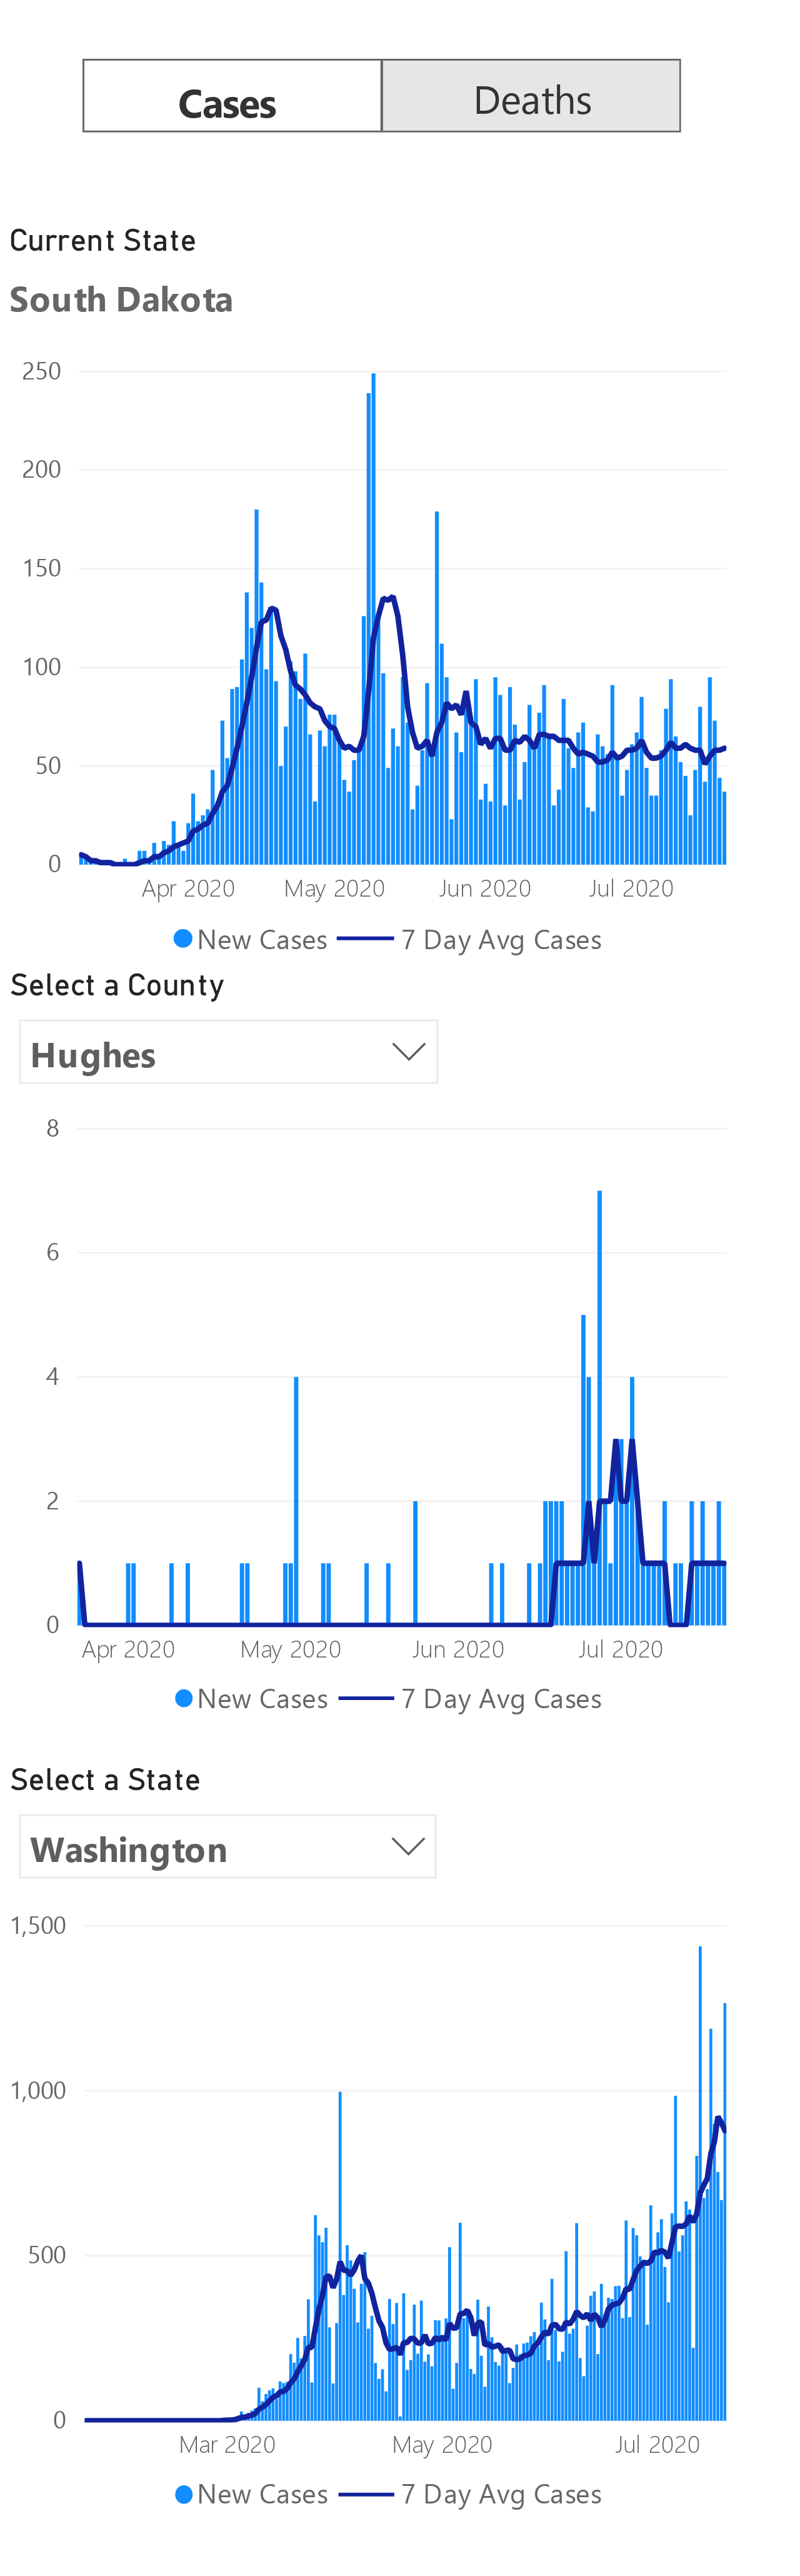 Cases Deaths
Current State
South Dakota
250
200
150
100
50
0
Apr 2020 May 2020 Jun 2020 Jul 2020
New Cases 7 Day Avg Cases
Select a County
Hughes
8
6
4
2
0
Apr 2020 May 2020 Jun 2020 Jul 2020
New Cases 7 Day Avg Cases
Select a State
Washington
1,500
1,000
500
0
Mar 2020 May 2020 Jul 2020
New Cases 7 Day Avg Cases